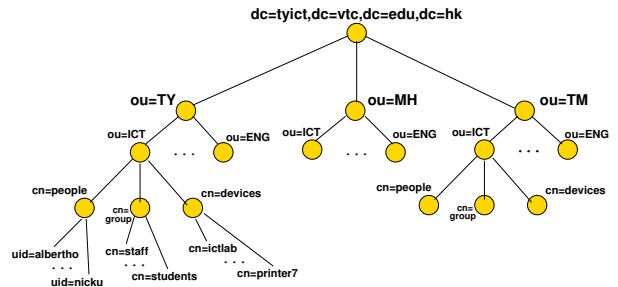 dc=tyict,dc=vtc,dc=edu,dc=hk
ou=TY
ou=MH
ou=TM
ou=ICT
. . .
ou=ENG
ou=ICT
. . .
ou=ENG
ou=ICT
. . .
ou=ENG
cn=people
cn=
group
cn=devices
cn=people
cn=
group
cn=devices
uid=albertho
. . .
uid=nicku
cn=staff
. . .
cn=students
cn=ictlab
. . .
cn=printer7